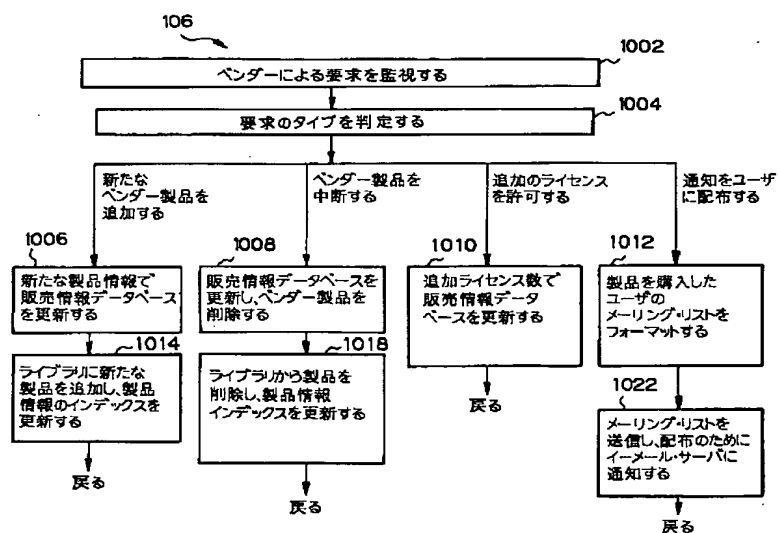 106
1002
ベンダーによる要求を監視する
1004
要求のタイプを判定する
新たな
ベンダー製品を
追加する
ベンダー製品を
中断する
追加のライセンス
を許可する
通知をユーザ
に配布する
1006
新たな製品情報で
販売情報データベース
を更新する
1008
販売情報データベースを
更新し、ベンダー製品を
削除する
1010
追加ライセンス数で
販売情報データ
ベースを更新する
1012
製品を購入した
ユーザの
メーリング・リストを
フォーマットする
1014
ライブラリに新たな
製品を追加し、製品
情報のインデックスを
更新する
1018
ライブラリから製品を
削除し、製品情報
インデックスを更新する
1022
メーリング・リストを
送信し、配布のために
イーメール・サーバに
通知する
戻る
戻る
戻る
戻る